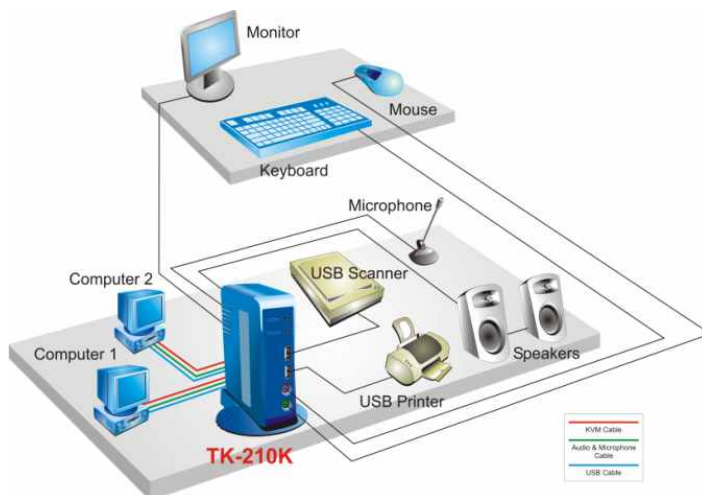 Monitor
Mouse
Keyboard
Microphone
Computer 2
USB Scanner
Computer 1
Speakers
USB Printer
TK-210K
KVM Cable
Audio & Microphone
Cable
USB Cable